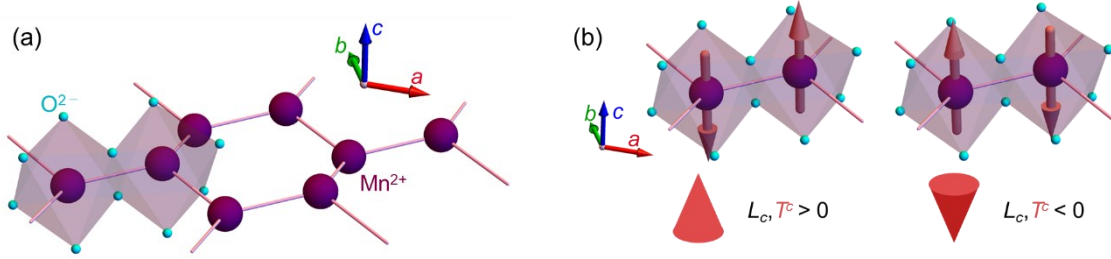 (a)
c
b
a
O²⁻
Mn²⁺
(b)
c
b
a
L_c, T^c > 0
L_c, T^c < 0